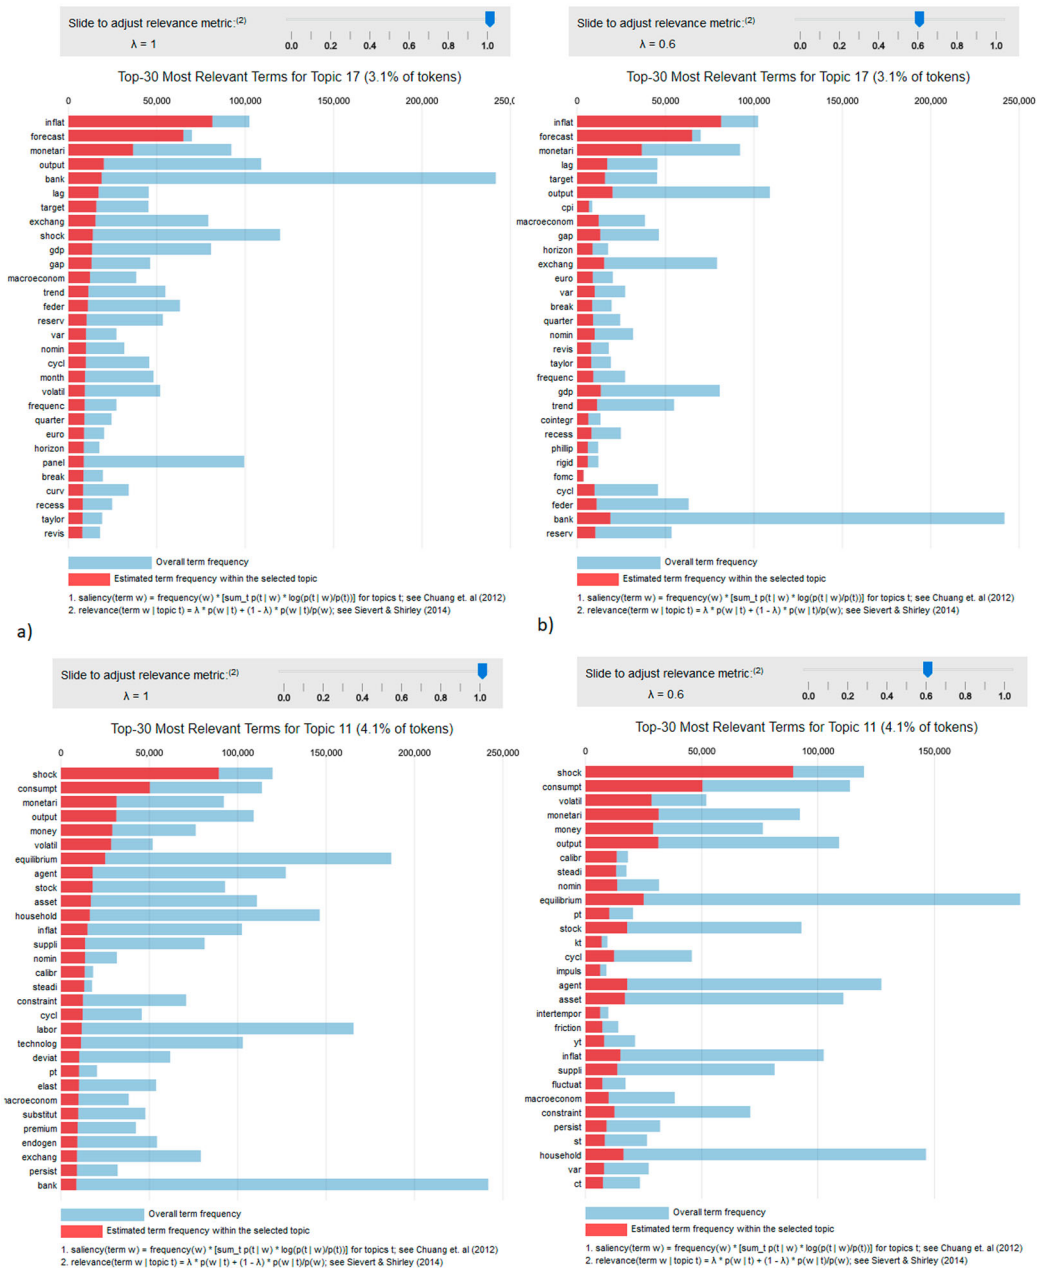 Slide to adjust relevance metric:(2)
λ = 1
0.0 0.2 0.4 0.6 0.8 1.0
Top-30 Most Relevant Terms for Topic 17 (3.1% of tokens)
0 50,000 100,000 150,000 200,000 25,0
inflat
forecast
monetari
output
bank
lag
target
exchang
shock
gdp
gap
macroeconom
trend
feder
reserv
var
nomin
cycl
month
volatil
frequenc
quarter
euro
horizon
panel
break
curv
recess
taylor
revis
Overall term frequency
Estimated term frequency within the selected topic
1. saliency(term w) = frequency(w) * [sum_t p(t | w) * log(p(t | w)/p(t))] for topics t; see Chuang et. al (2012)
2. relevance(term w | topic t) = λ * p(w | t) + (1 - λ) * p(w | t)/p(w); see Sievert & Shirley (2014)
a)
Slide to adjust relevance metric:(2)
λ = 0.6
0.0 0.2 0.4 0.6 0.8 1.0
Top-30 Most Relevant Terms for Topic 17 (3.1% of tokens)
0 50,000 100,000 150,000 200,000 250,000
inflat
forecast
monetari
lag
target
output
cpi
macroeconom
gap
horizon
exchang
euro
var
break
quarter
nomin
revis
taylor
frequenc
gdp
trend
cointegr
recess
philip
rigid
fomc
cycl
feder
bank
reserv
Overall term frequency
Estimated term frequency within the selected topic
1. saliency(term w) = frequency(w) * [sum_t p(t | w) * log(p(t | w)/p(t))] for topics t; see Chuang et. al (2012)
2. relevance(term w | topic t) = λ * p(w | t) + (1 - λ) * p(w | t)/p(w); see Sievert & Shirley (2014)
b)
Slide to adjust relevance metric:(2)
λ = 1
0.0 0.2 0.4 0.6 0.8 1.0
Top-30 Most Relevant Terms for Topic 11 (4.1% of tokens)
0 50,000 100,000 150,000 200,000 250,000
shock
consumpt
monetari
output
money
volatil
equilibrium
agent
stock
asset
household
inflat
suppli
nomin
calibr
steadi
constraint
cycl
labor
technolog
deviat
pt
elast
nacroeconom
substitut
premium
endogen
exchang
persist
bank
Overall term frequency
Estimated term frequency within the selected topic
1. saliency(term w) = frequency(w) * [sum_t p(t | w) * log(p(t | w)/p(t))] for topics t; see Chuang et. al (2012)
2. relevance(term w | topic t) = λ * p(w | t) + (1 - λ) * p(w | t)/p(w); see Sievert & Shirley (2014)
Slide to adjust relevance metric:(2)
λ = 0.6
0.0 0.2 0.4 0.6 0.8 1.0
Top-30 Most Relevant Terms for Topic 11 (4.1% of tokens)
0 50,000 100,000 150,000
shock
consumpt
volatil
monetari
money
output
calibr
steadi
nomin
equilibrium
pt
stock
kt
cycl
impuls
agent
asset
intertempor
friction
yt
inflat
suppli
fluctuat
macroeconom
constraint
persist
st
household
var
ct
Overall term frequency
Estimated term frequency within the selected topic
1. saliency(term w) = frequency(w) * [sum_t p(t | w) * log(p(t | w)/p(t))] for topics t; see Chuang et. al (2012)
2. relevance(term w | topic t) = λ * p(w | t) + (1 - λ) * p(w | t)/p(w); see Sievert & Shirley (2014)